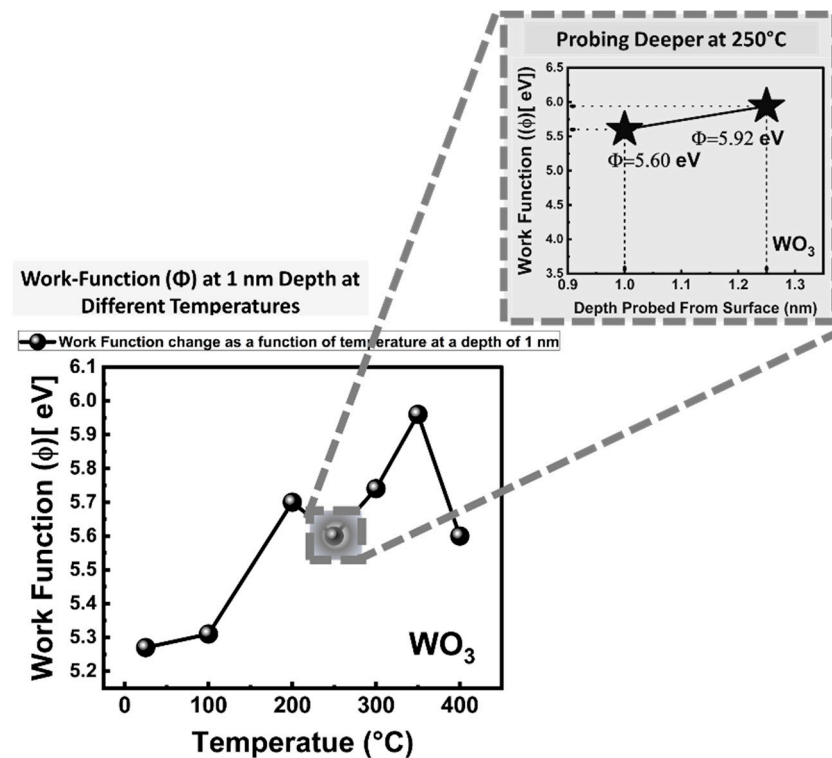 Probing Deeper at 250°C
Work Function ((ϕ)[ eV]
6.5
6.0
5.5
5.0
4.5
4.0
3.5
Φ=5.60 eV
Φ=5.92 eV
WO₃
0.9 1.0 1.1 1.2 1.3
Depth Probed From Surface (nm)
Work-Function (Φ) at 1 nm Depth at
Different Temperatures
Work Function change as a function of temperature at a depth of 1 nm
Work Function (ϕ)[ eV]
6.1
6.0
5.9
5.8
5.7
5.6
5.5
5.4
5.3
5.2
WO₃
0 100 200 300 400
Temperatue (°C)